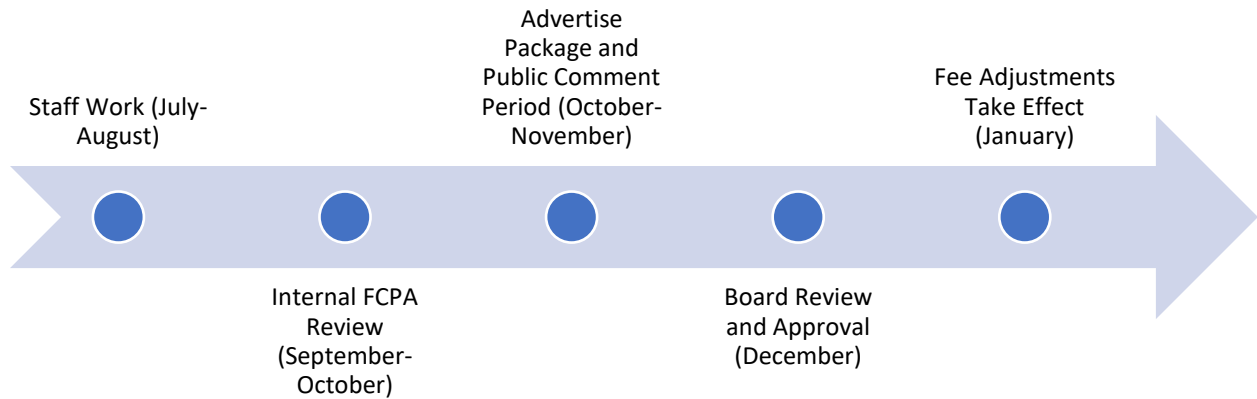 Staff Work (July-
August)
Internal FCPA
Review
(September-
October)
Advertise
Package and
Public Comment
Period (October-
November)
Board Review
and Approval
(December)
Fee Adjustments
Take Effect
(January)